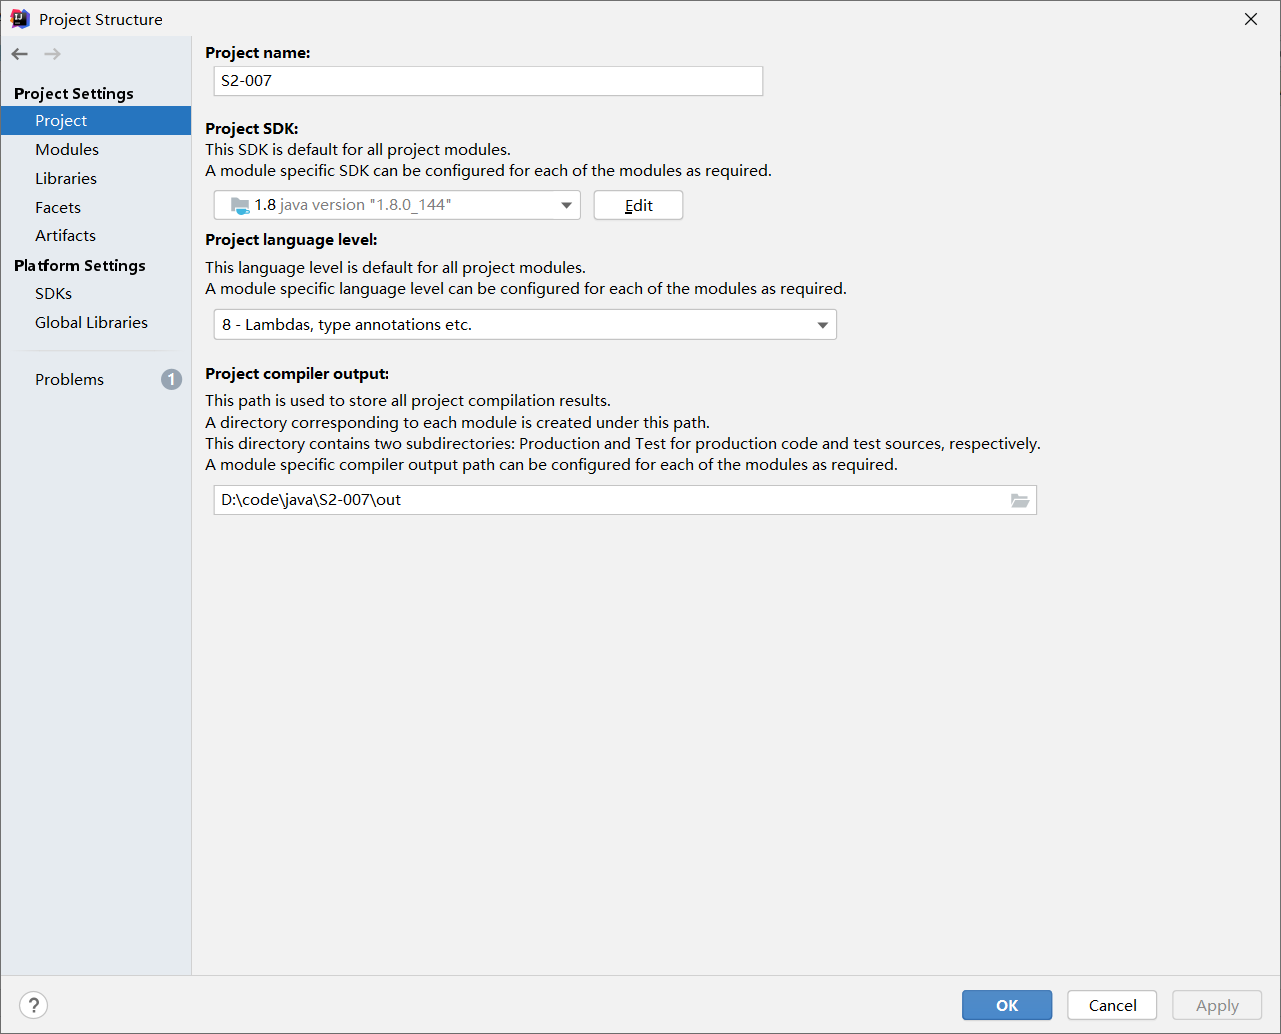 Project Structure
Project Settings
Project
Modules
Libraries
Facets
Artifacts
Platform Settings
SDKs
Global Libraries
Problems
1
Project name:
S2-007
Project SDK:
This SDK is default for all project modules.
A module specific SDK can be configured for each of the modules as required.
1.8 java version "1.8.0_144"
Edit
Project language level:
This language level is default for all project modules.
A module specific language level can be configured for each of the modules as required.
8 - Lambdas, type annotations etc.
Project compiler output:
This path is used to store all project compilation results.
A directory corresponding to each module is created under this path.
This directory contains two subdirectories: Production and Test for production code and test sources, respectively.
A module specific compiler output path can be configured for each of the modules as required.
D:\code\java\S2-007\out
?
OK
Cancel
Apply